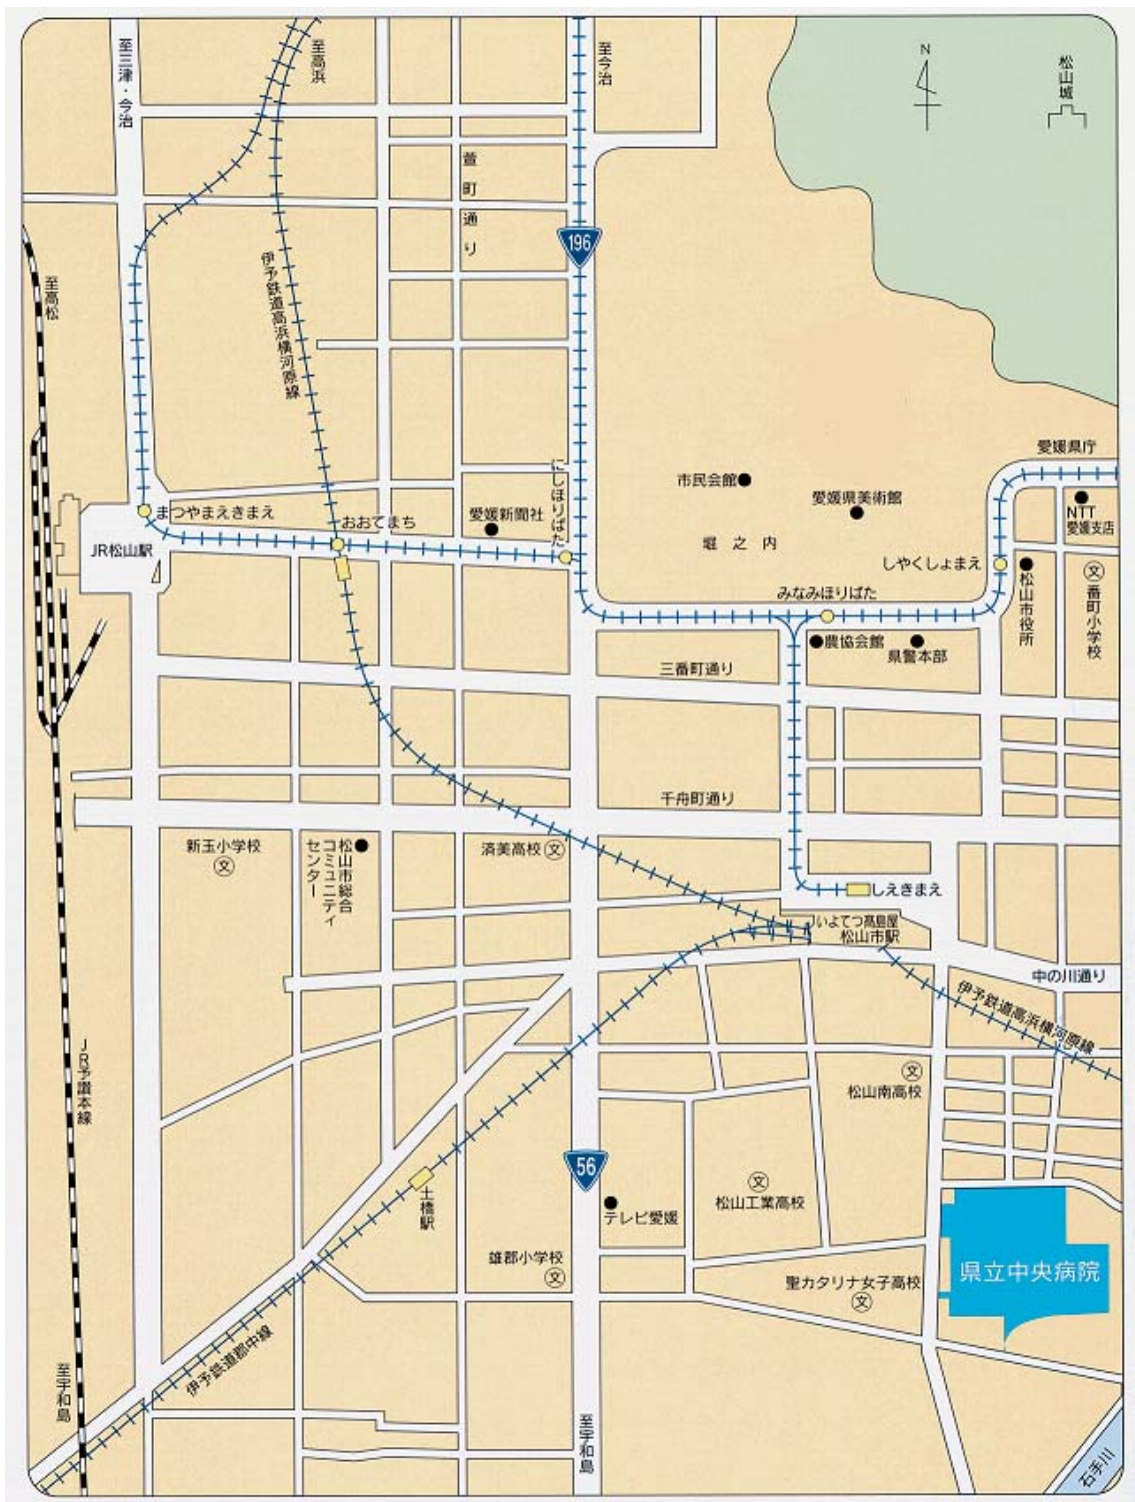 至三津・今治
至高浜
至今治
N
松山城
萱町通り
196
伊予鉄道高浜横河原線
至高松
愛媛県庁
市民会館
愛媛県美術館
NTT
愛媛支店
にしほりばた
まつやまえきまえ
おおてまち
愛媛新聞社
堀之内
JR松山駅
しやくしょまえ
松山市役所
文
番町小学校
みなみほりばた
農協会館
県警本部
三番町通り
千舟町通り
新玉小学校
文
松山市総合
コミュニティ
センター
済美高校
文
しえきまえ
いよてつ髙島屋
松山市駅
中の川通り
伊予鉄道高浜横河原線
JR予讃本線
文
松山南高校
56
土橋駅
文
松山工業高校
テレビ愛媛
雄郡小学校
文
聖カタリナ女子高校
文
県立中央病院
伊予鉄道郡中線
至宇和島
至宇和島
石手川